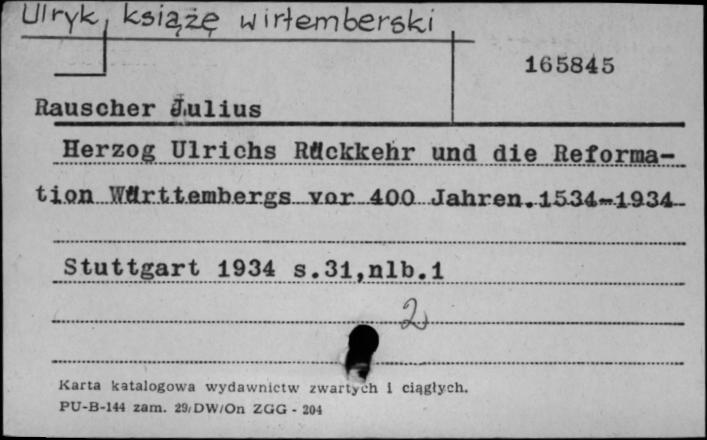 Ulryk, książę wirtemberski
165845
Rauscher Julius
Herzog Ulrichs Rückkehr und die Reforma-
tion Württembergs vor 400 Jahren.1534-1934
Stuttgart 1934 s.31,nlb.1
2
Karta katalogowa wydawnictw zwartych i ciągłych.
PU-B-144 zam. 29/DW/On ZGG - 204